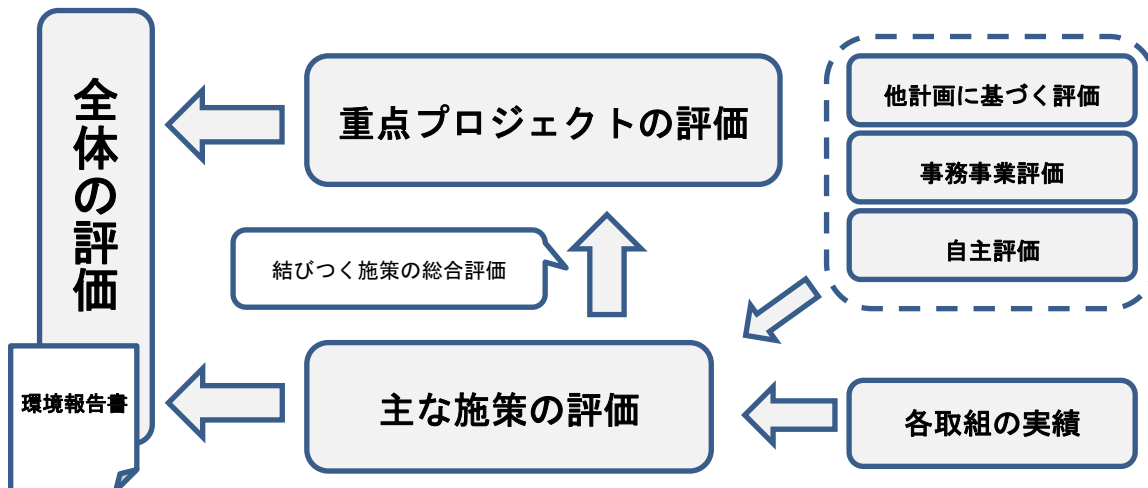 全体の評価
環境報告書
重点プロジェクトの評価
結びつく施策の総合評価
主な施策の評価
他計画に基づく評価
事務事業評価
自主評価
各取組の実績